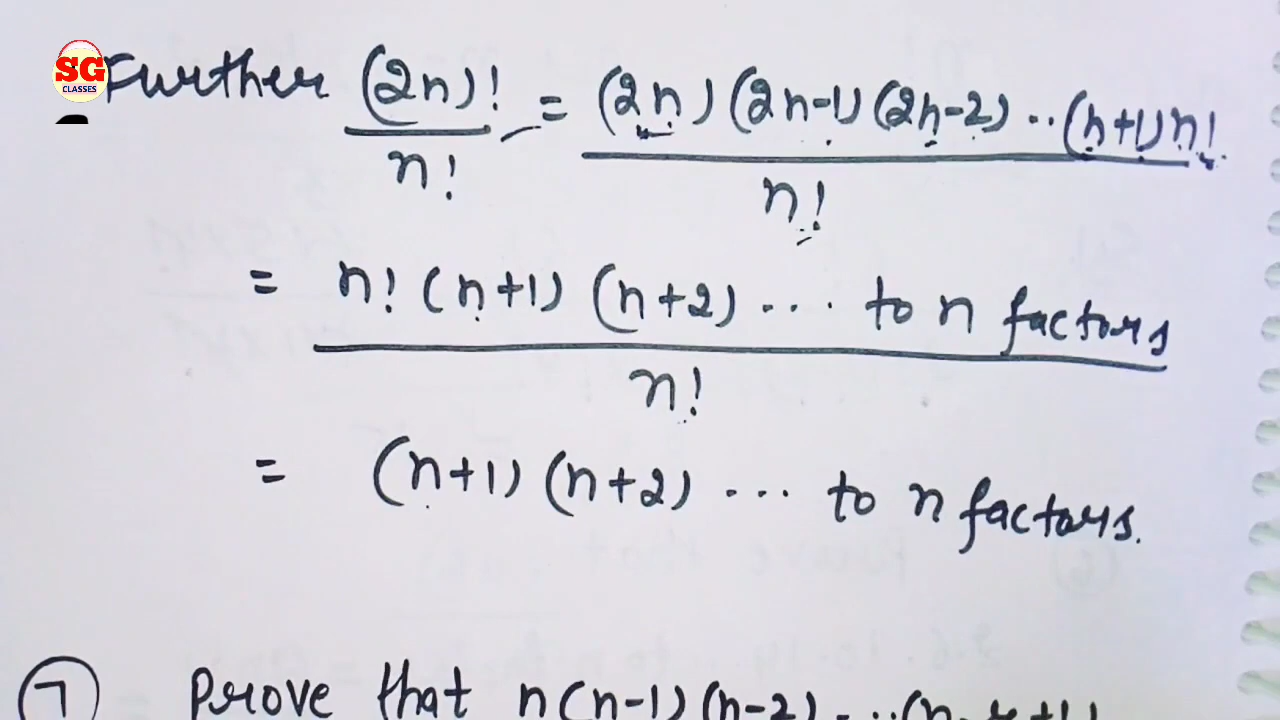 SG
CLASSES
Further (2n)!/n! = (2n)(2n-1)(2n-2)..(n+1)n!/n!
= n!(n+1)(n+2)... to n factors/n!
= (n+1)(n+2)... to n factors.
7 Prove that n(n-1)(n-2)...(n-r+1)